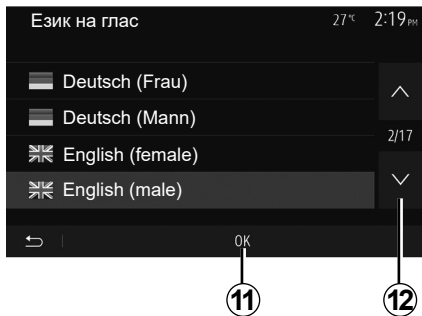 Език на глас 27°C 2:19PM
Deutsch (Frau)
Deutsch (Mann)
2/17
English (female)
English (male)
OK
11 12